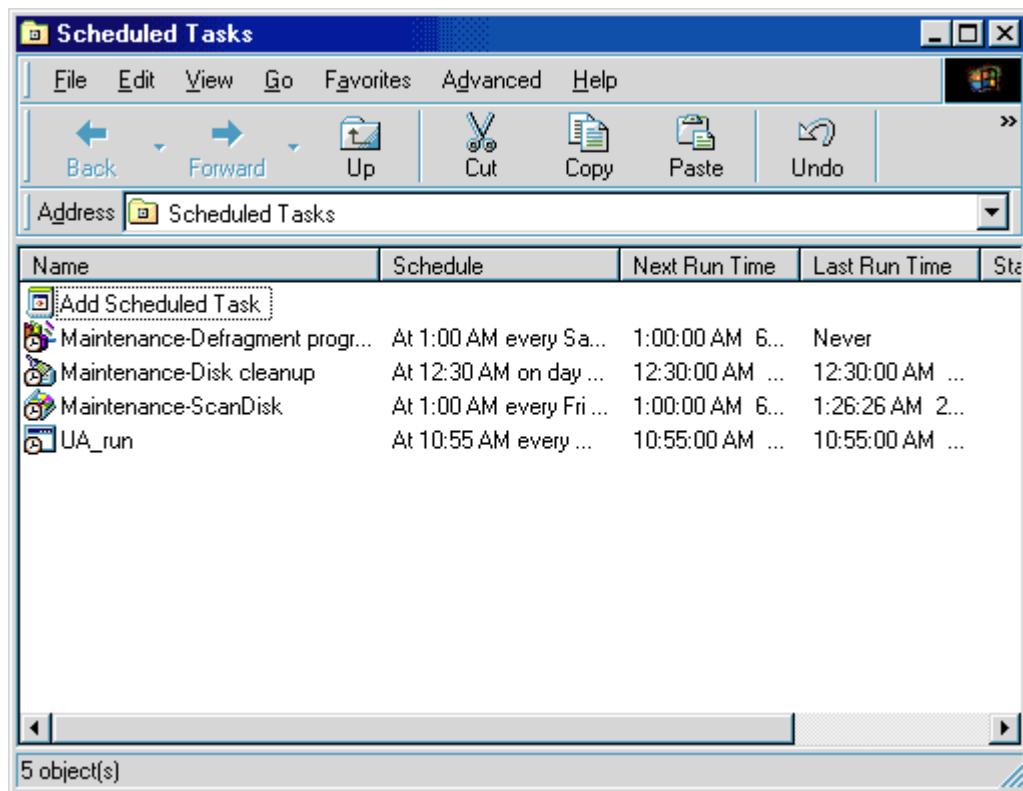 Scheduled Tasks
File Edit View Go Favorites Advanced Help
Back Forward Up Cut Copy Paste Undo »
Address Scheduled Tasks
Name Schedule Next Run Time Last Run Time Sta
Add Scheduled Task
Maintenance-Defragment progr... At 1:00 AM every Sa... 1:00:00 AM 6... Never
Maintenance-Disk cleanup At 12:30 AM on day ... 12:30:00 AM ... 12:30:00 AM ...
Maintenance-ScanDisk At 1:00 AM every Fri ... 1:00:00 AM 6... 1:26:26 AM 2...
UA_run At 10:55 AM every ... 10:55:00 AM ... 10:55:00 AM ...
5 object(s)